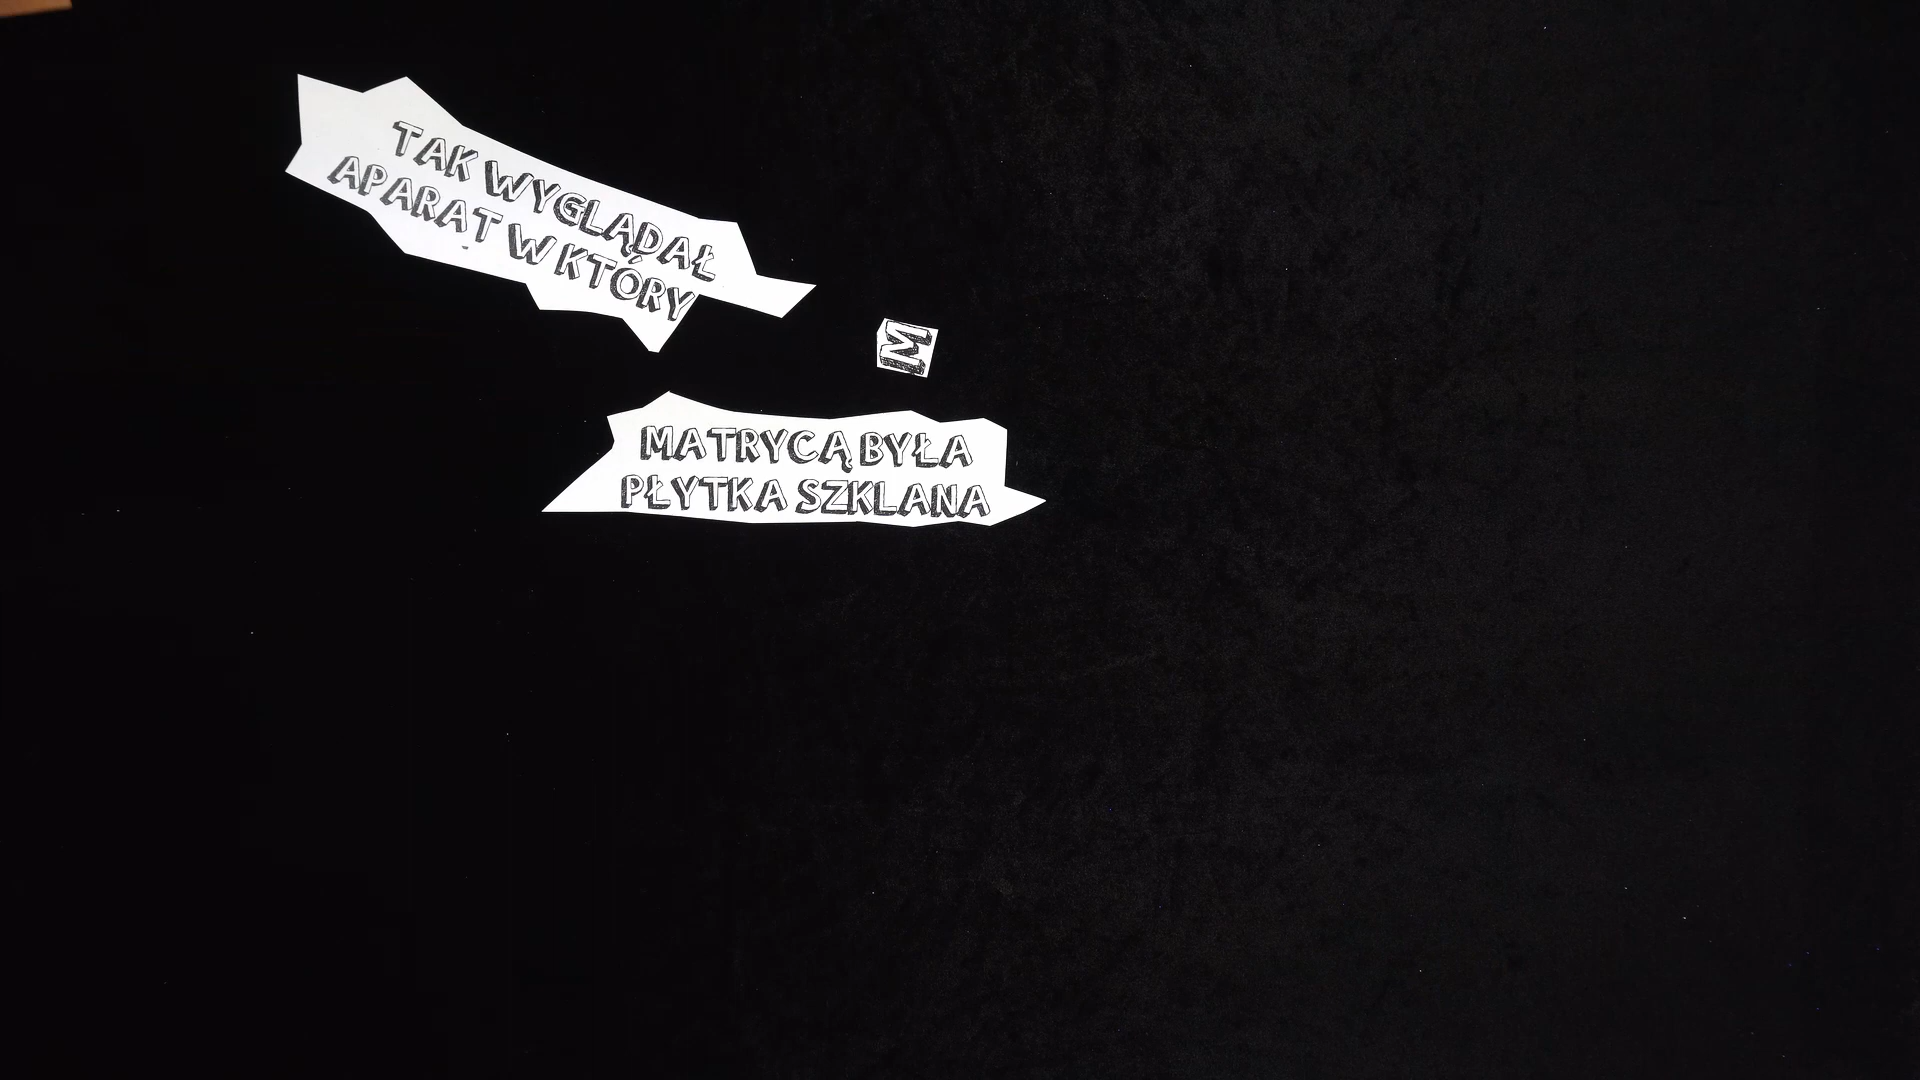 TAK WYGLĄDAŁ
APARAT W KTÓRY
M
MATRYCĄ BYŁA
PŁYTKA SZKLANA